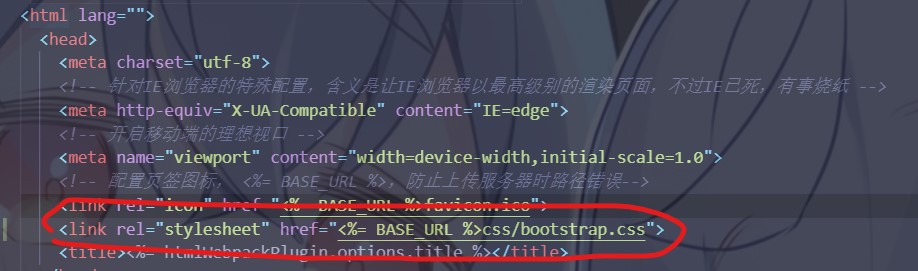 <html lang="">
<head>
<meta charset="utf-8">
<!-- 针对IE浏览器的特殊配置，含义是让IE浏览器以最高级别的渲染页面，不过IE已死，有事烧纸 -->
<meta http-equiv="X-UA-Compatible" content="IE=edge">
<!-- 开启移动端的理想视口 -->
<meta name="viewport" content="width=device-width,initial-scale=1.0">
<!-- 配置页签图标， <%= BASE_URL %>，防止上传服务器时路径错误-->
<link rel="icon" href="<%= BASE_URL %>favicon.ico">
<link rel="stylesheet" href="<%= BASE_URL %>css/bootstrap.css">
<title><%= htmlWebpackPlugin.options.title %></title>